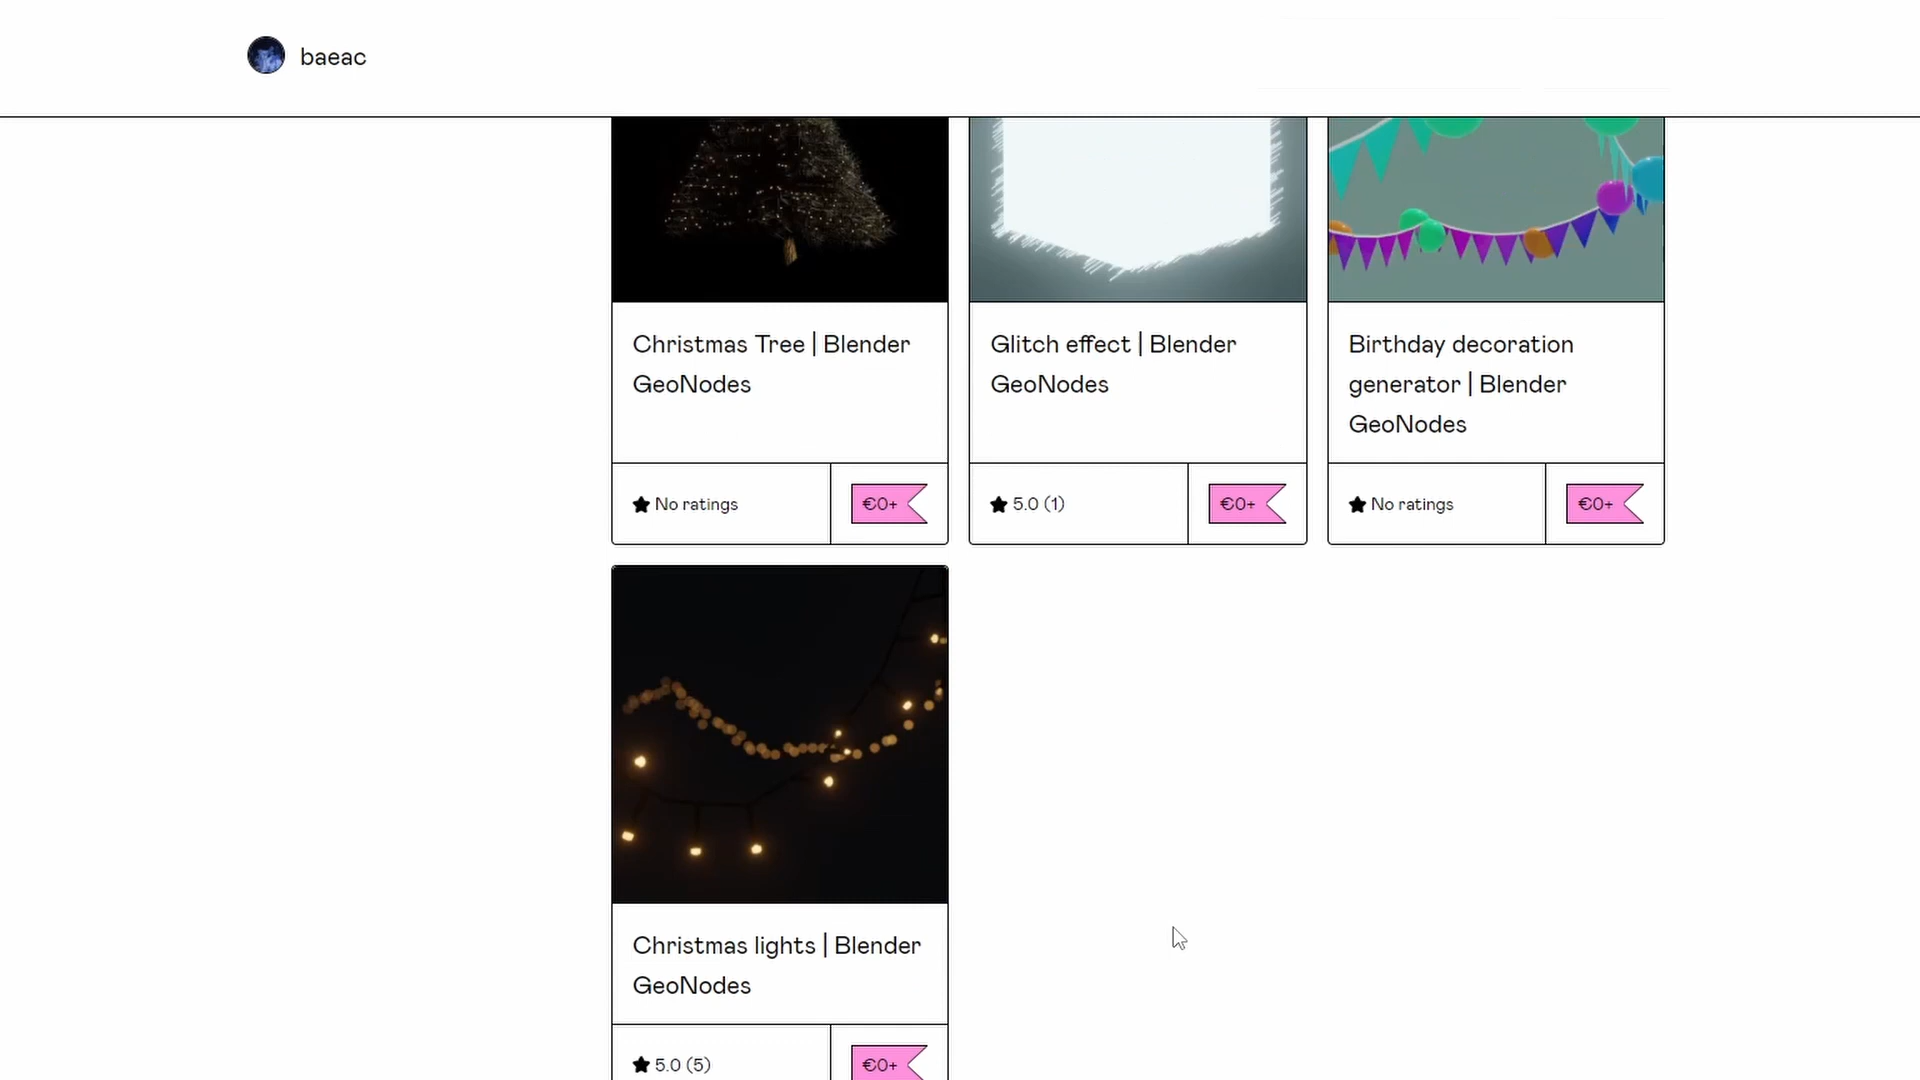 baeac
Christmas Tree | Blender
GeoNodes
No ratings
€0+
Glitch effect | Blender
GeoNodes
5.0 (1)
€0+
Birthday decoration
generator | Blender
GeoNodes
No ratings
€0+
Christmas lights | Blender
GeoNodes
5.0 (5)
€0+